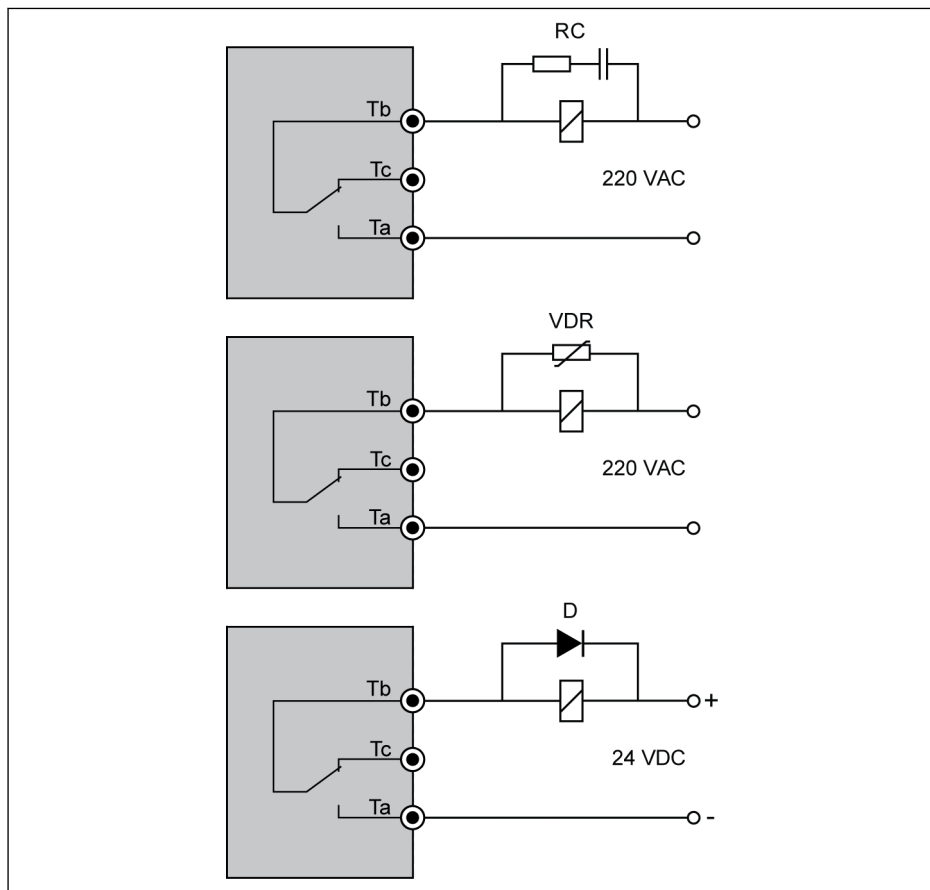 RC
Tb
Tc
220 VAC
Ta
VDR
Tb
Tc
220 VAC
Ta
D
Tb
+
Tc
24 VDC
Ta
-